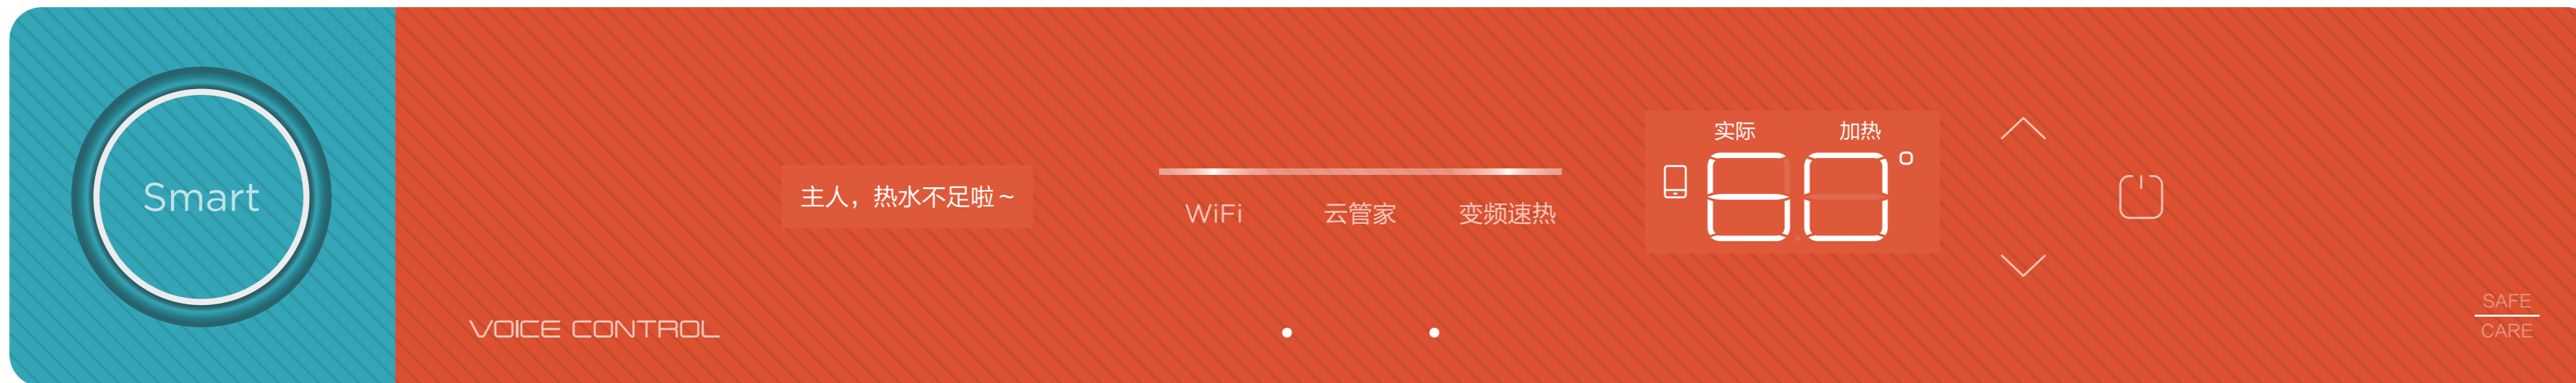 Smart
主人，热水不足啦~
WiFi 云管家 变频速热
实际 加热
60°
VOICE CONTROL
SAFE
CARE